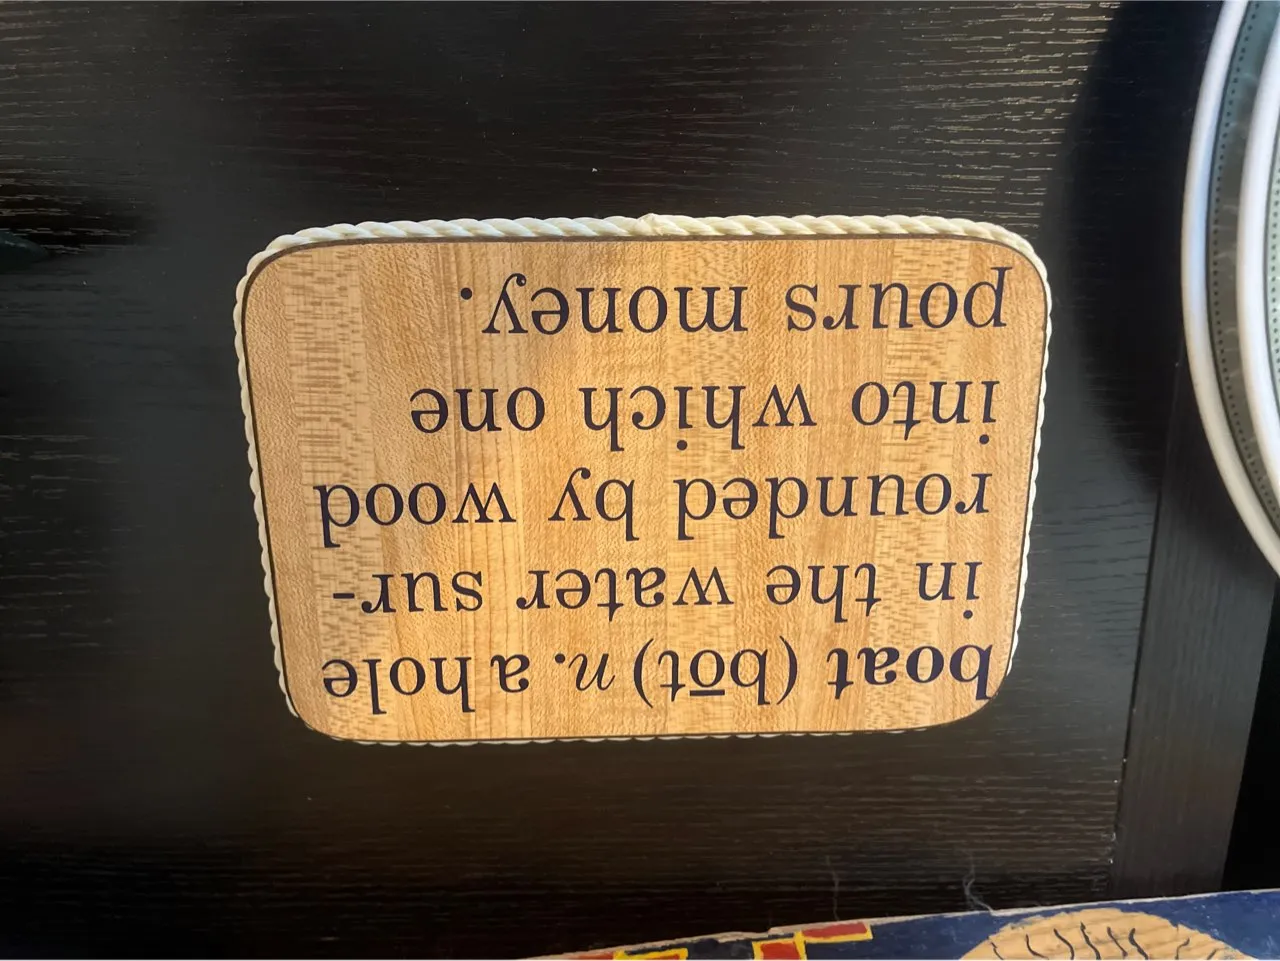 boat (bōt) n. a hole
in the water sur-
rounded by wood
into which one
pours money.